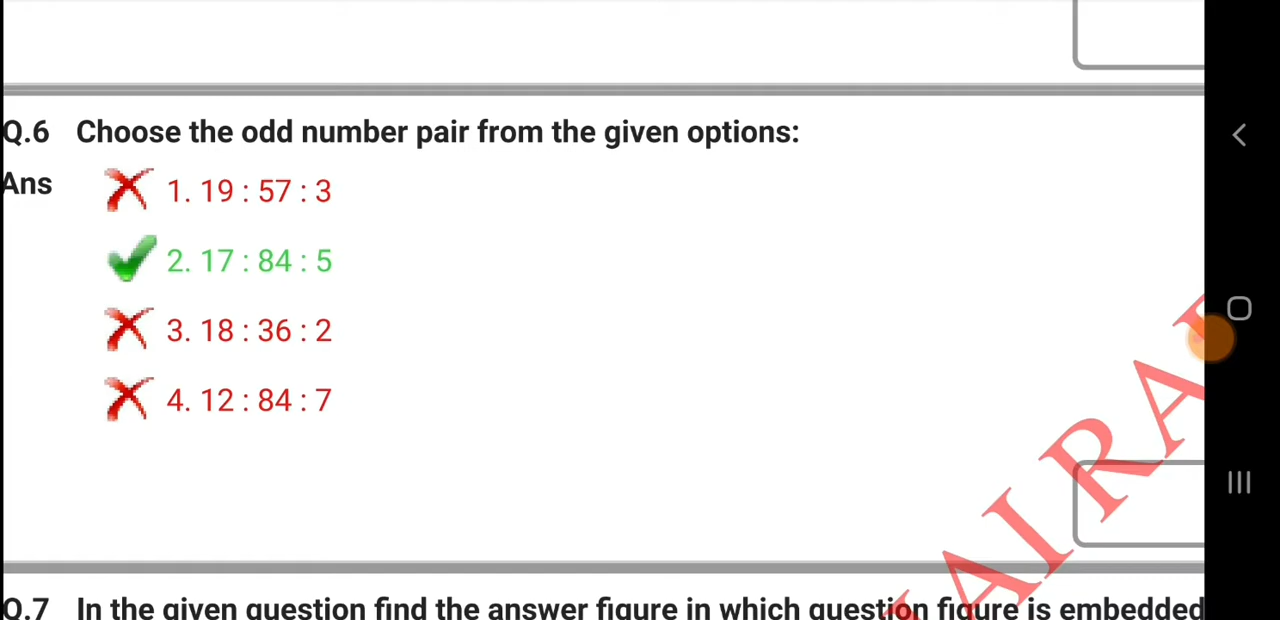 Q.6 Choose the odd number pair from the given options:
Ans 1. 19 : 57 : 3
2. 17 : 84 : 5
3. 18 : 36 : 2
4. 12 : 84 : 7
Q.7 In the given question find the answer figure in which question figure is embedded